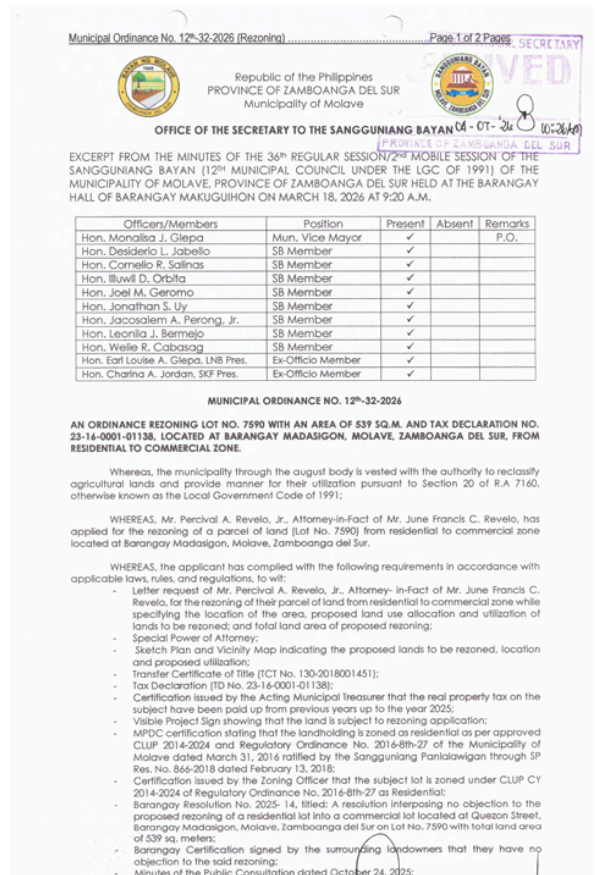 Municipal Ordinance No. 12th-32-2026 (Rezoning) ........................................Page 1 of 2 Pages
SECRETARY
Republic of the Philippines
PROVINCE OF ZAMBOANGA DEL SUR
Municipality of Molave
OFFICE OF THE SECRETARY TO THE SANGGUNIANG BAYAN
PROVINCE OF ZAMBOANGA DEL SUR
EXCERPT FROM THE MINUTES OF THE 36th REGULAR SESSION/2nd MOBILE SESSION OF THE
SANGGUNIANG BAYAN (12TH MUNICIPAL COUNCIL UNDER THE LGC OF 1991) OF
THE MUNICIPALITY OF MOLAVE, PROVINCE OF ZAMBOANGA DEL SUR HELD AT THE BARANGAY
HALL OF BARANGAY MAKUGUIHON ON MARCH 18, 2026 AT 9:20 A.M.
Officers/Members Position Present Absent Remarks
Hon. Monalisa J. Glepa Mun. Vice Mayor ✓ P.O.
Hon. Desiderio L. Jabello SB Member ✓
Hon. Cornelio R. Salinas SB Member ✓
Hon. Illuwil D. Orbita SB Member ✓
Hon. Joel M. Geromo SB Member ✓
Hon. Jonathan S. Uy SB Member ✓
Hon. Jacosalem A. Perong, Jr. SB Member ✓
Hon. Leonila J. Bermejo SB Member ✓
Hon. Welie R. Cabasag SB Member ✓
Hon. Earl Louise A. Glepa, LNB Pres. Ex-Officio Member ✓
Hon. Charina A. Jordan, SKF Pres. Ex-Officio Member ✓
MUNICIPAL ORDINANCE NO. 12th-32-2026
AN ORDINANCE REZONING LOT NO. 7590 WITH AN AREA OF 539 SQ.M. AND TAX DECLARATION NO.
23-16-0001-01138, LOCATED AT BARANGAY MADASIGON, MOLAVE, ZAMBOANGA DEL SUR, FROM
RESIDENTIAL TO COMMERCIAL ZONE.
Whereas, the municipality through the august body is vested with the authority to reclassify
agricultural lands and provide manner for their utilization pursuant to Section 20 of R.A 7160,
otherwise known as the Local Government Code of 1991;
WHEREAS, Mr. Percival A. Revelo, Jr., Attorney-in-Fact of Mr. June Francis C. Revelo, has
applied for the rezoning of a parcel of land (Lot No. 7590) from residential to commercial zone
located at Barangay Madasigon, Molave, Zamboanga del Sur.
WHEREAS, the applicant has complied with the following requirements in accordance with
applicable laws, rules, and regulations, to wit:
- Letter request of Mr. Percival A. Revelo, Jr., Attorney- in-Fact of Mr. June Francis C.
Revelo, for the rezoning of their parcel of land from residential to commercial zone while
specifying the location of the area, proposed land use allocation and utilization of
lands to be rezoned; and total land area of proposed rezoning;
- Special Power of Attorney;
- Sketch Plan and Vicinity Map indicating the proposed lands to be rezoned, location
and proposed utilization;
- Transfer Certificate of Title (TCT No. 130-2018001451);
- Tax Declaration (TD No. 23-16-0001-01138);
- Certification issued by the Acting Municipal Treasurer that the real property tax on the
subject have been paid up from previous years up to the year 2025;
- Visible Project Sign showing that the land is subject to rezoning application;
- MPDC certification stating that the landholding is zoned as residential as per approved
CLUP 2014-2024 and Regulatory Ordinance No. 2016-8th-27 of the Municipality of
Molave dated March 31, 2016 ratified by the Sangguniang Panlalawigan through SP
Res. No. 866-2018 dated February 13, 2018;
- Certification issued by the Zoning Officer that the subject lot is zoned under CLUP CY
2014-2024 of Regulatory Ordinance No. 2016-8th-27 as Residential;
- Barangay Resolution No. 2025- 14, titled: A resolution interposing no objection to the
proposed rezoning of a residential lot into a commercial lot located at Quezon Street,
Barangay Madasigon, Molave, Zamboanga del Sur on Lot No. 7590 with total land area
of 539 sq. meters;
- Barangay Certification signed by the surrounding landowners that they have no
objection to the said rezoning;
- Minutes of the Public Consultation dated October 24, 2025;